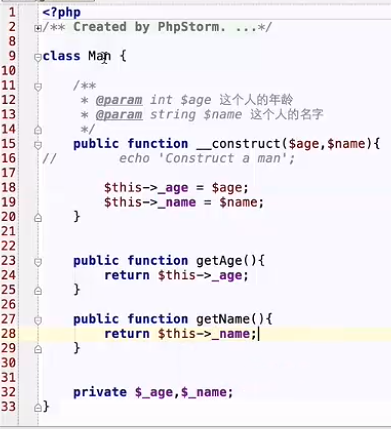 1 <?php
2 /** Created by PhpStorm. ...*/
8
9 class Man {
10
11 /**
12 * @param int $age 这个人的年龄
13 * @param string $name 这个人的名字
14 */
15 public function __construct($age,$name){
16 // echo 'Construct a man';
17
18 $this->_age = $age;
19 $this->_name = $name;
20 }
21
22
23 public function getAge(){
24 return $this->_age;
25 }
26
27 public function getName(){
28 return $this->_name;
29 }
30
31
32 private $_age,$_name;
33 }